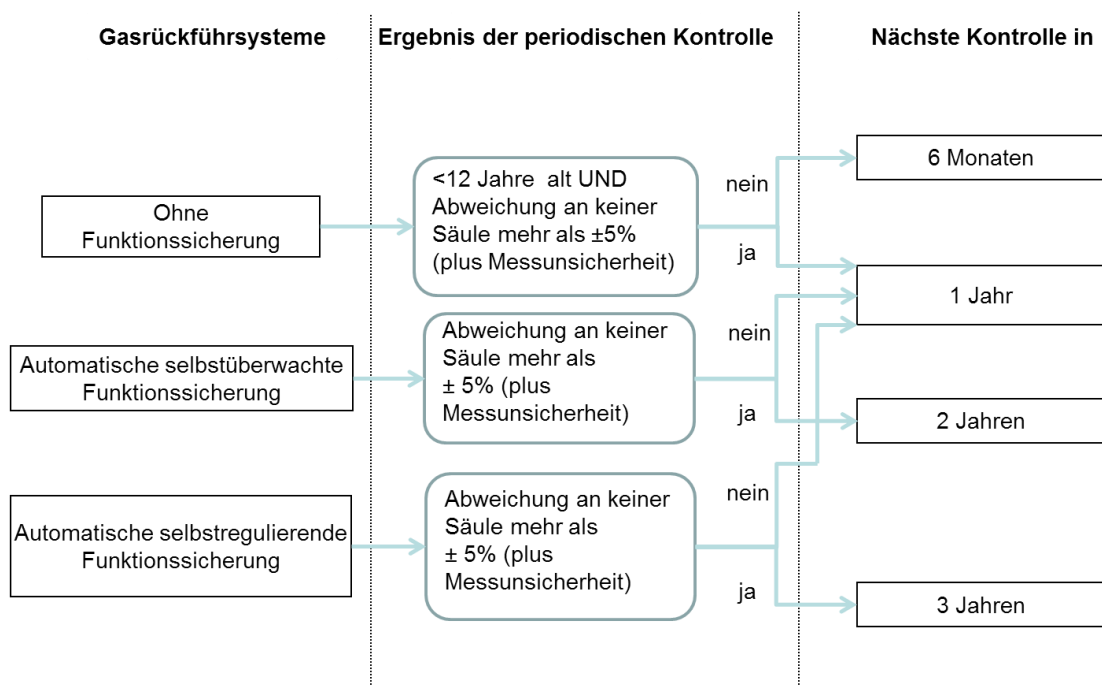 Gasrückführsysteme
Ergebnis der periodischen Kontrolle
Nächste Kontrolle in
Ohne
Funktionssicherung
<12 Jahre alt UND
Abweichung an keiner
Säule mehr als ±5%
(plus Messunsicherheit)
nein
ja
6 Monaten
1 Jahr
Automatische selbstüberwachte
Funktionssicherung
Abweichung an keiner
Säule mehr als
± 5% (plus
Messunsicherheit)
nein
ja
2 Jahren
Automatische selbstregulierende
Funktionssicherung
Abweichung an keiner
Säule mehr als
± 5% (plus
Messunsicherheit)
nein
ja
3 Jahren